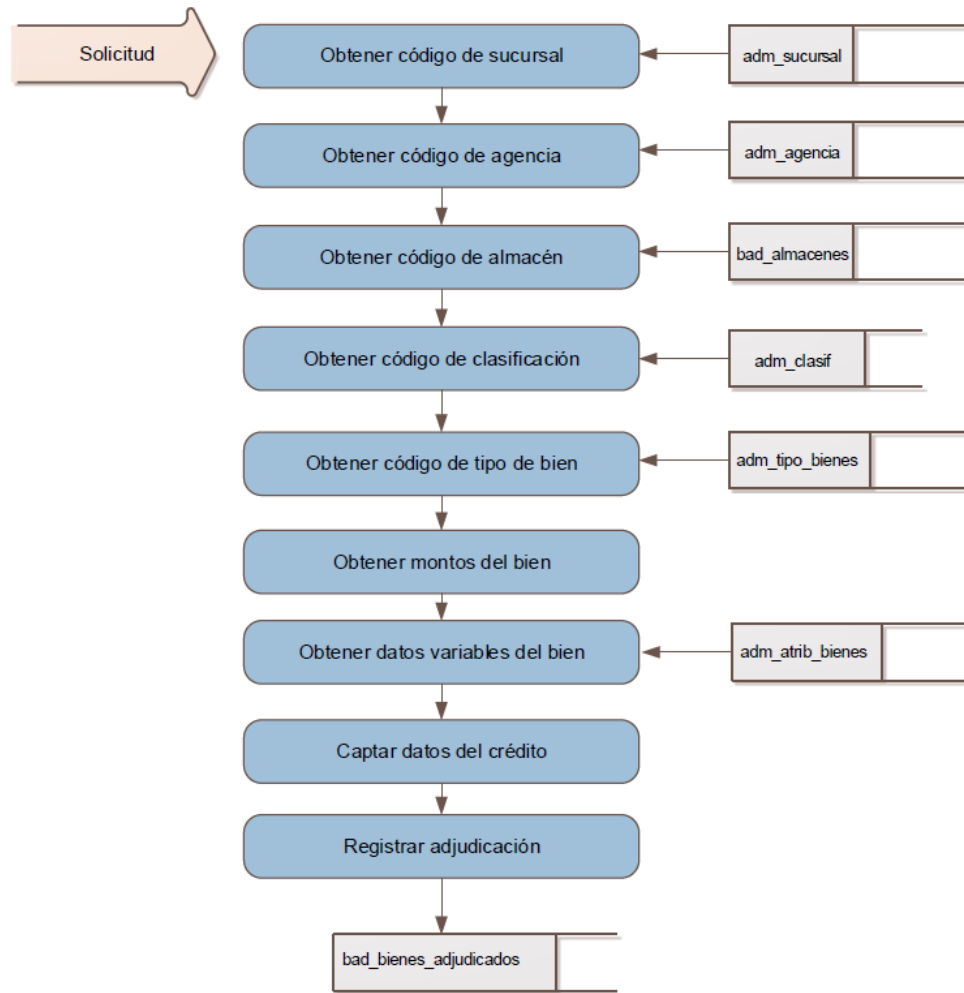 Solicitud
Obtener código de sucursal
adm_sucursal
Obtener código de agencia
adm_agencia
Obtener código de almacén
bad_almacenes
Obtener código de clasificación
adm_clasif
Obtener código de tipo de bien
adm_tipo_bienes
Obtener montos del bien
Obtener datos variables del bien
adm_atrib_bienes
Captar datos del crédito
Registrar adjudicación
bad_bienes_adjudicados